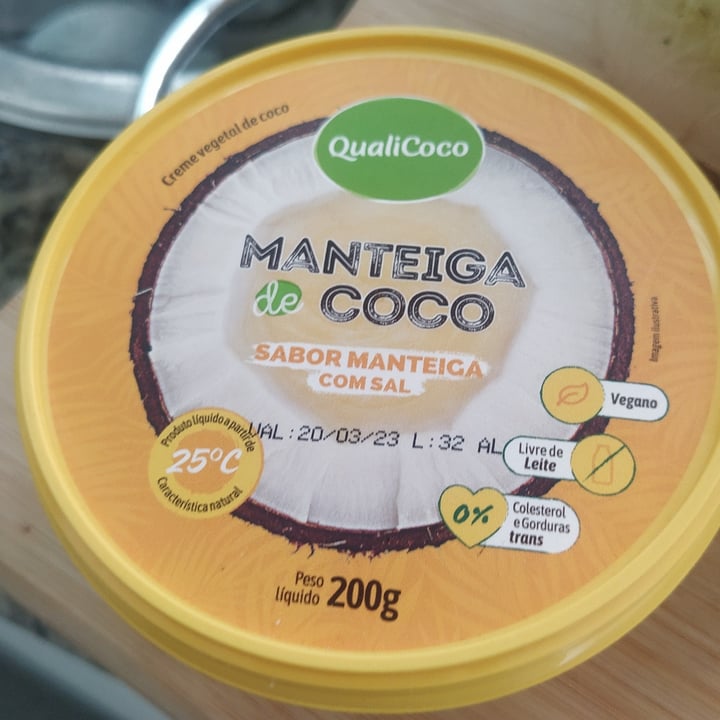 Creme vegetal de coco
QualiCoco
MANTEIGA
de COCO
SABOR MANTEIGA
COM SAL
Imagem ilustrativa
Vegano
VAL:20/03/23 L:32 AL
Livre de
Leite
Produto líquido a partir de
25°C
Característica natural
0%
Colesterol
e Gorduras
trans
Peso
líquido 200g